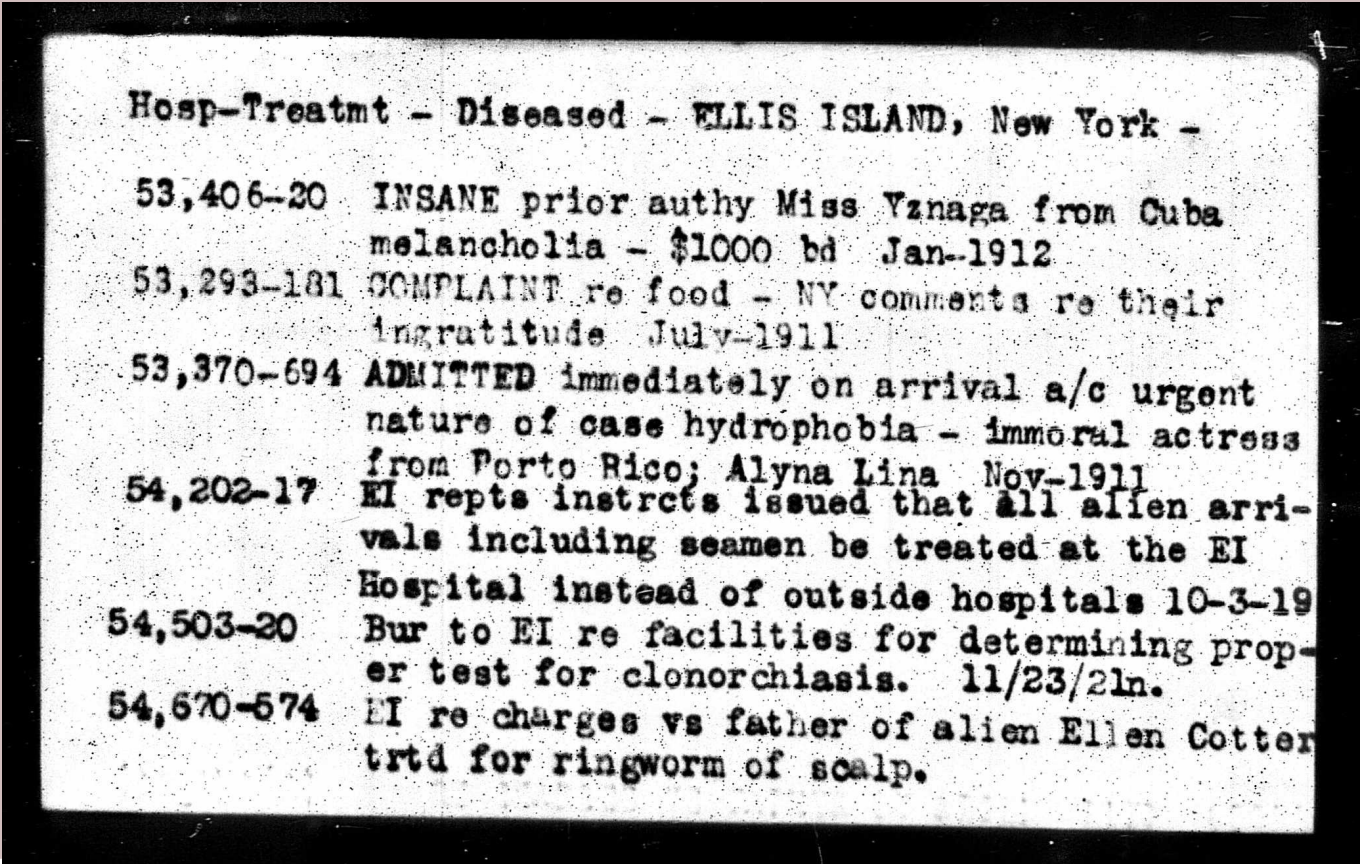 Hosp-Treatmt - Diseased - ELLIS ISLAND, New York -
53,406-20 INSANE prior authy Miss Yznaga from Cuba
melancholia - $1000 bd Jan--1912
53,293-181 COMPLAINT re food - NY comments re their
ingratitude July-1911
53,370-694 ADMITTED immediately on arrival a/c urgent
nature of case hydrophobia - immoral actress
from Porto Rico; Alyna Lina Nov-1911
54,202-17 EI repts instrcts issued that all alien arri-
vals including seamen be treated at the EI
Hospital instead of outside hospitals 10-3-19
54,503-20 Bur to EI re facilities for determining prop-
er test for clonorchiasis. 11/23/21n.
54,670-574 EI re charges vs father of alien Ellen Cotter
trtd for ringworm of scalp.